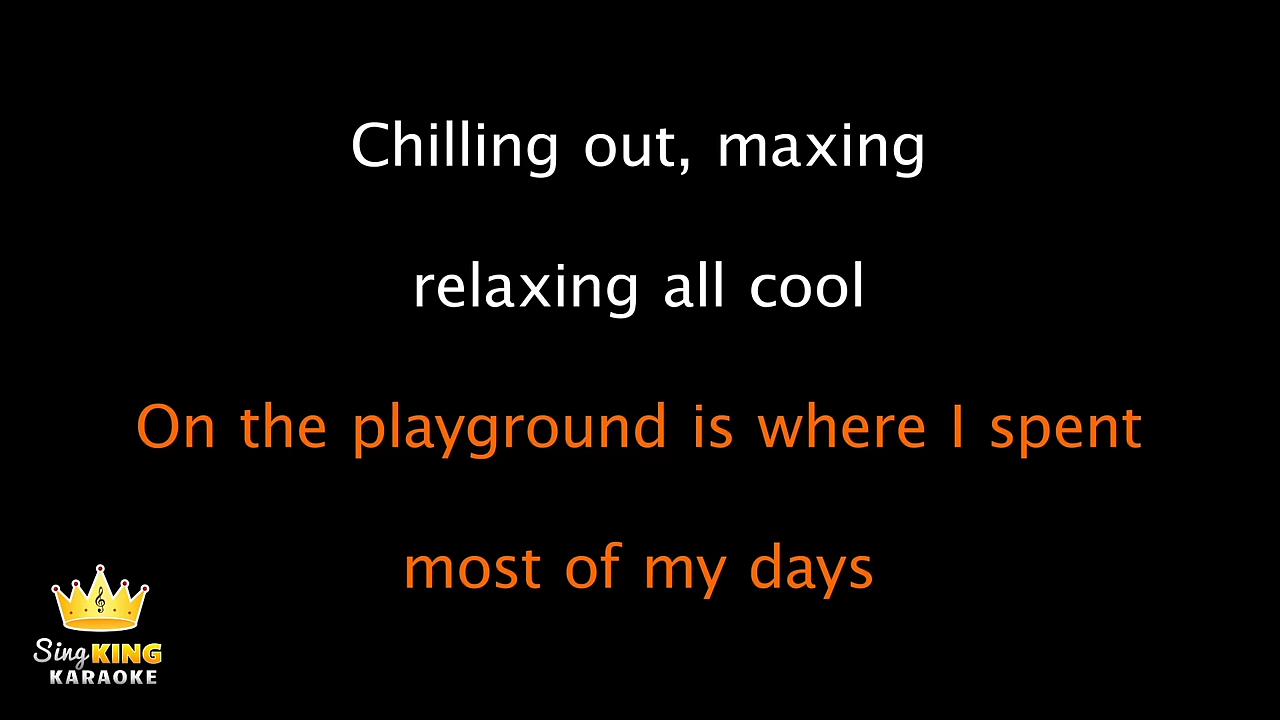 Chilling out, maxing
relaxing all cool
On the playground is where I spent
most of my days
Sing KING
KARAOKE